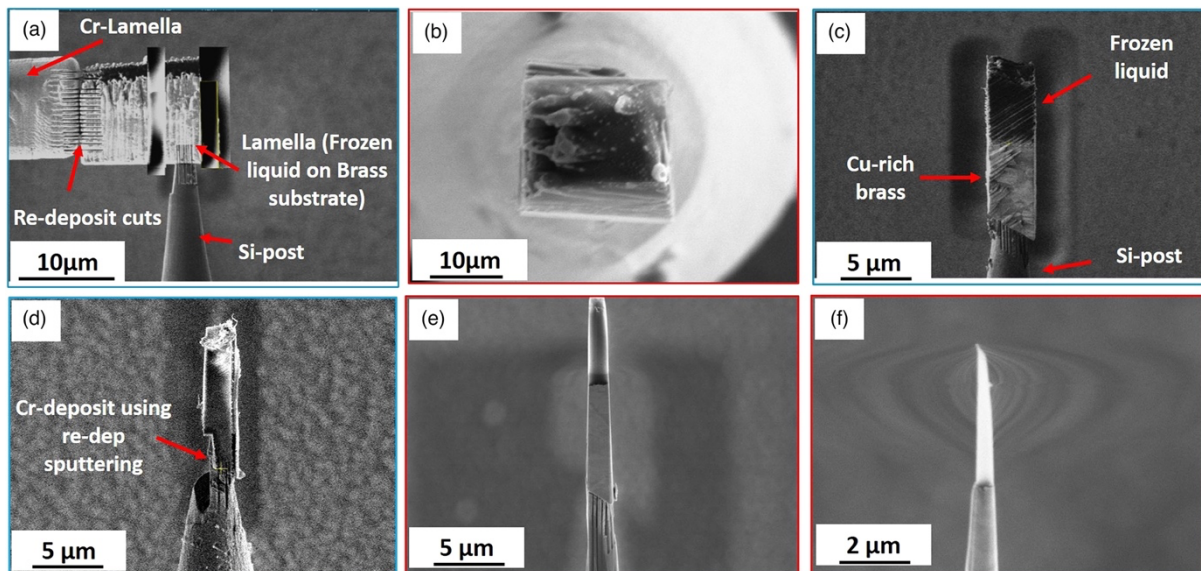 (a)
Cr-Lamella
Lamella (Frozen
liquid on Brass
substrate)
Re-deposit cuts
Si-post
10µm
(b)
10µm
(c)
Frozen
liquid
Cu-rich
brass
Si-post
5 µm
(d)
Cr-deposit using
re-dep
sputtering
5 µm
(e)
5 µm
(f)
2 µm